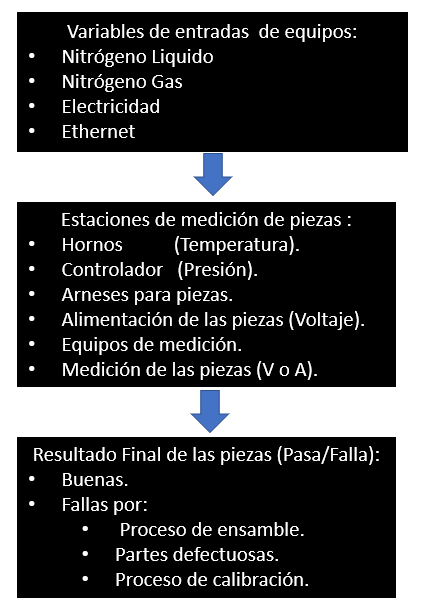 Variables de entradas de equipos:
• Nitrógeno Liquido
• Nitrógeno Gas
• Electricidad
• Ethernet
Estaciones de medición de piezas :
• Hornos (Temperatura).
• Controlador (Presión).
• Arneses para piezas.
• Alimentación de las piezas (Voltaje).
• Equipos de medición.
• Medición de las piezas (V o A).
Resultado Final de las piezas (Pasa/Falla):
• Buenas.
• Fallas por:
• Proceso de ensamble.
• Partes defectuosas.
• Proceso de calibración.